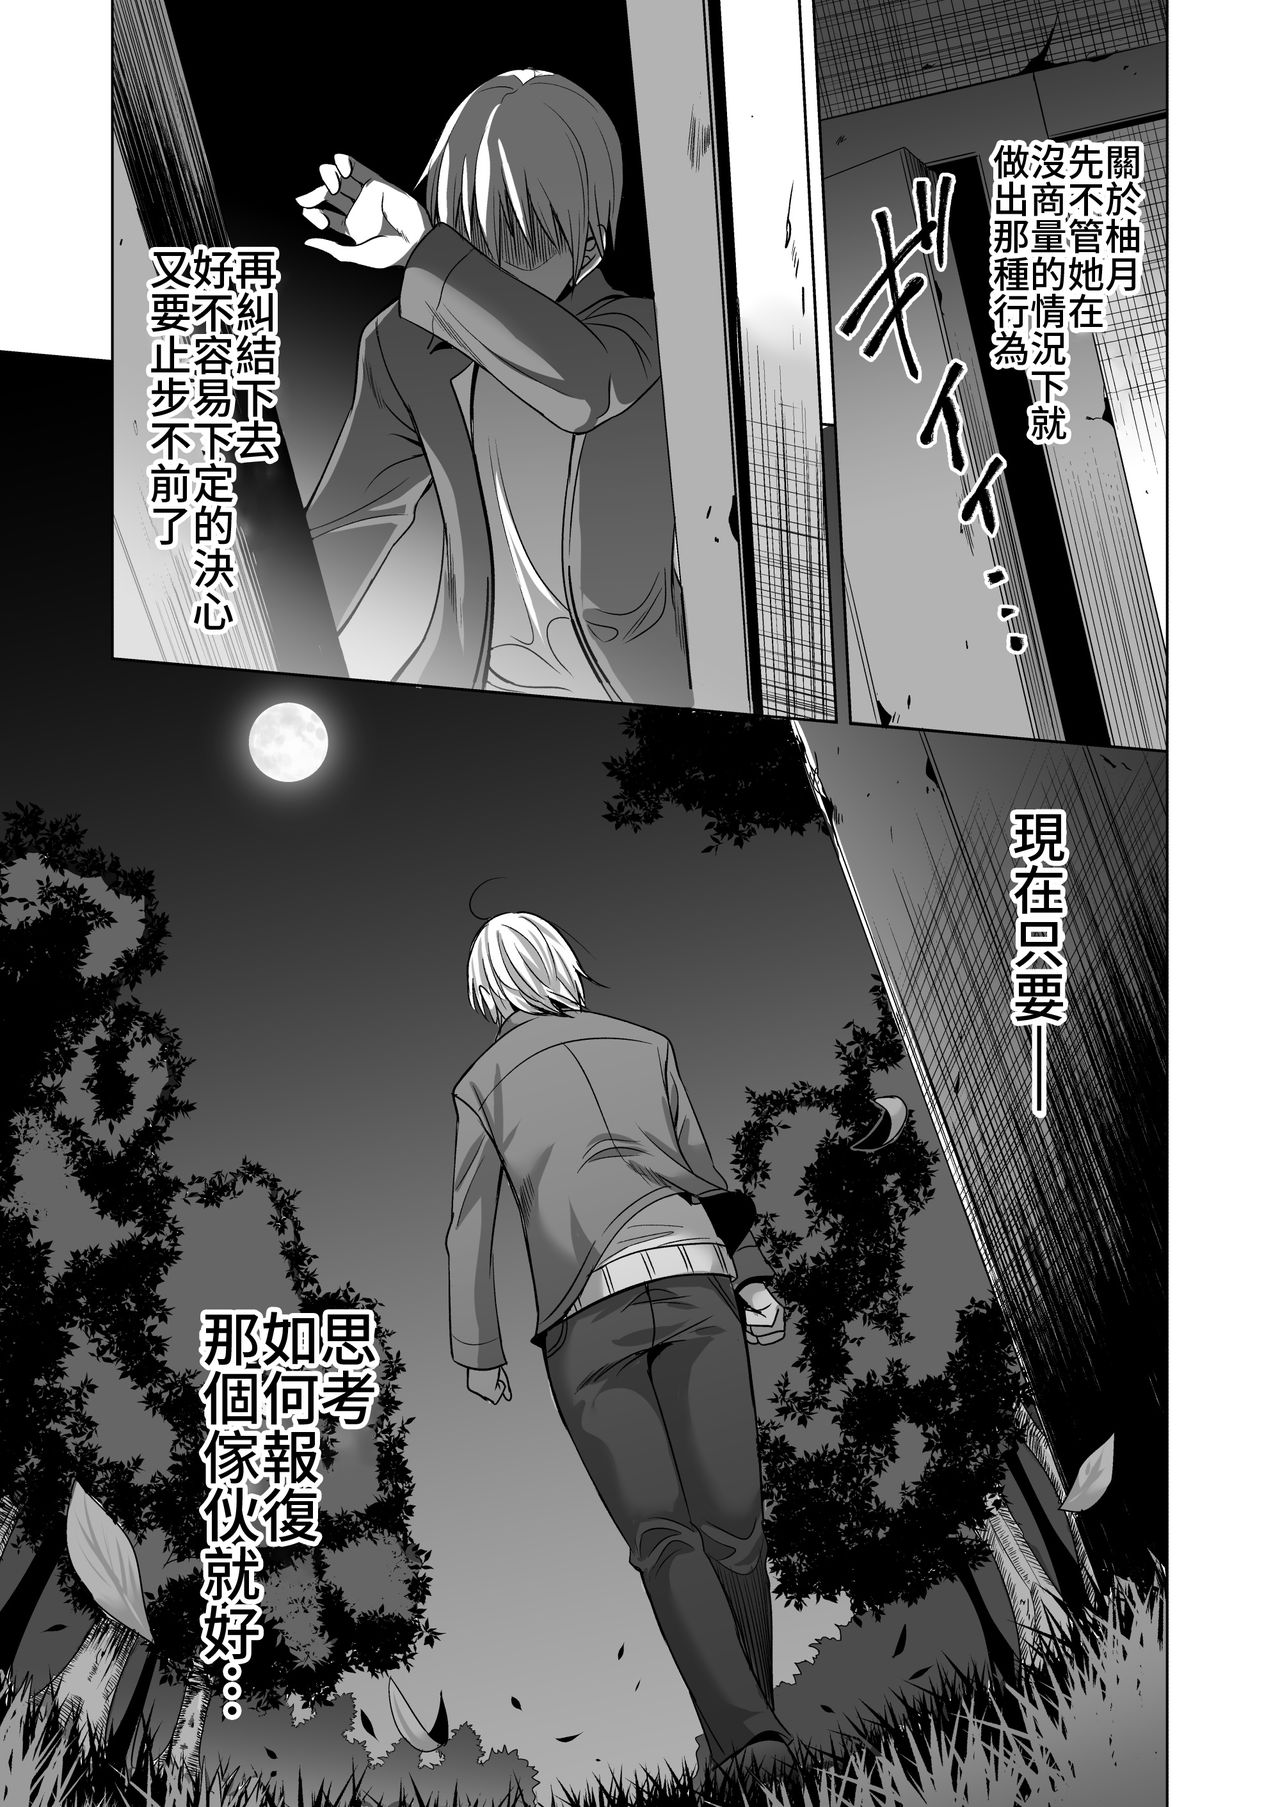 關於柚月
先不管她在
沒商量的情況下就
做出那種行為
ギィィ…
再糾結下去
好不容易下定的決心
又要止步不前了
現在只要——
思考
如何報復
那個傢伙就好…